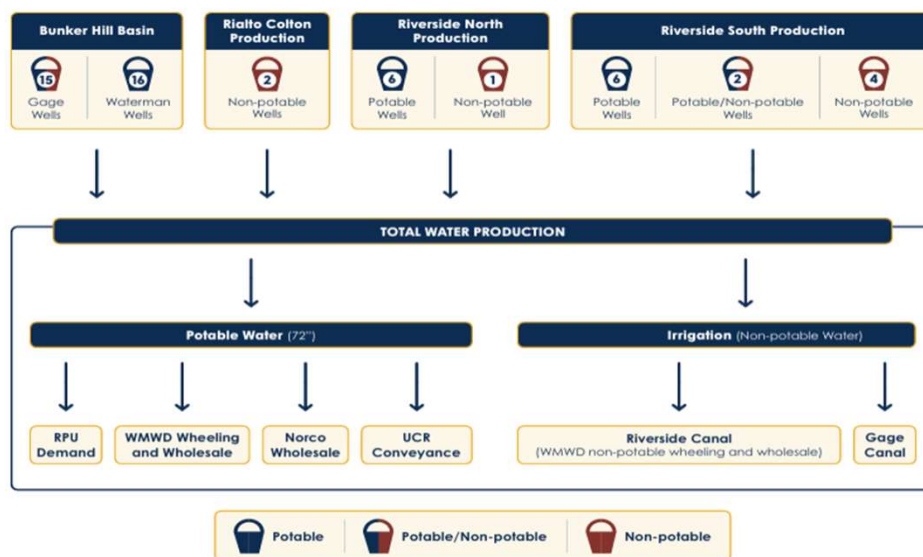 Bunker Hill Basin
15
Gage
Wells
16
Waterman
Wells
Rialto Colton
Production
2
Non-potable
Wells
Riverside North
Production
6
Potable
Wells
1
Non-potable
Well
Riverside South Production
6
Potable
Wells
2
Potable/Non-potable
Wells
4
Non-potable
Wells
TOTAL WATER PRODUCTION
Potable Water (72")
Irrigation (Non-potable Water)
RPU
Demand
WMWD Wheeling
and Wholesale
Norco
Wholesale
UCR
Conveyance
Riverside Canal
(WMWD non-potable wheeling and wholesale)
Gage
Canal
Potable
Potable/Non-potable
Non-potable